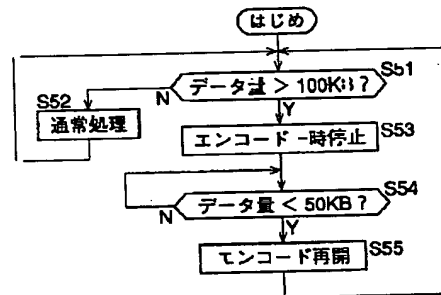 はじめ
S51
データ量 > 100KB ?
N
Y
S52
通常処理
S53
エンコード一時停止
S54
データ量 < 50KB ?
N
Y
S55
エンコード再開